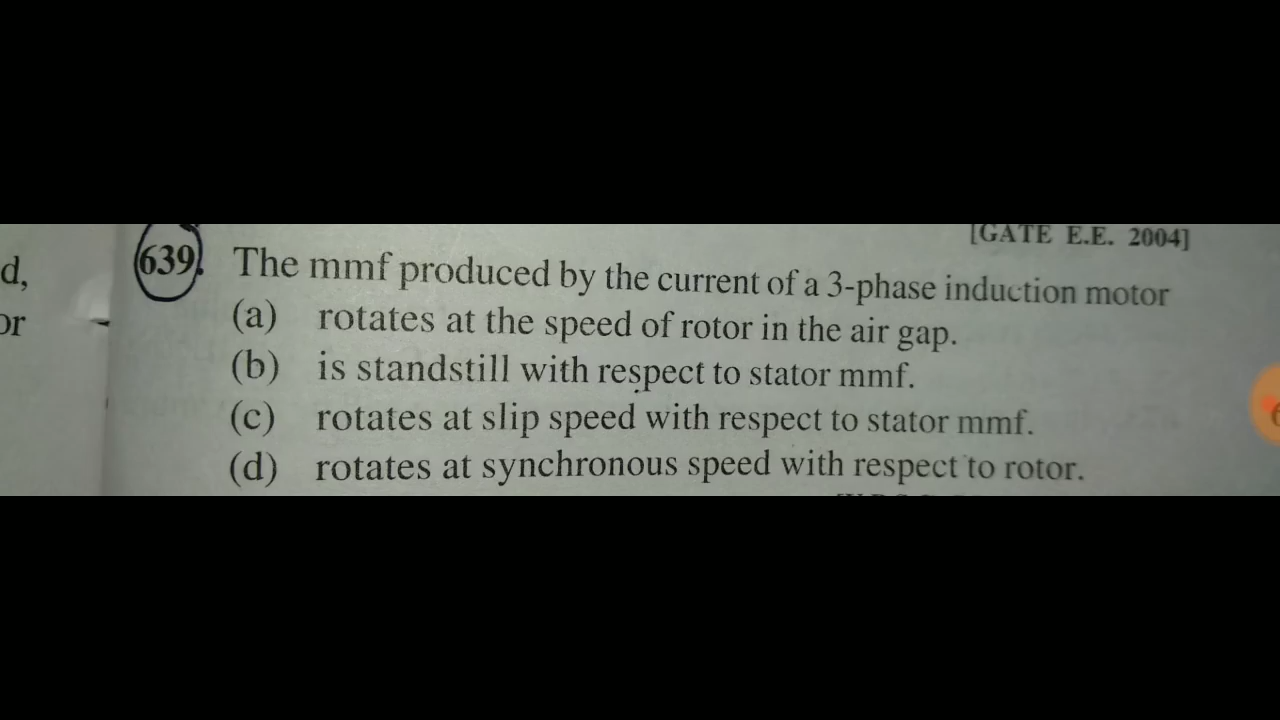 [GATE E.E. 2004]
d,
or
639. The mmf produced by the current of a 3-phase induction motor
(a) rotates at the speed of rotor in the air gap.
(b) is standstill with respect to stator mmf.
(c) rotates at slip speed with respect to stator mmf.
(d) rotates at synchronous speed with respect to rotor.